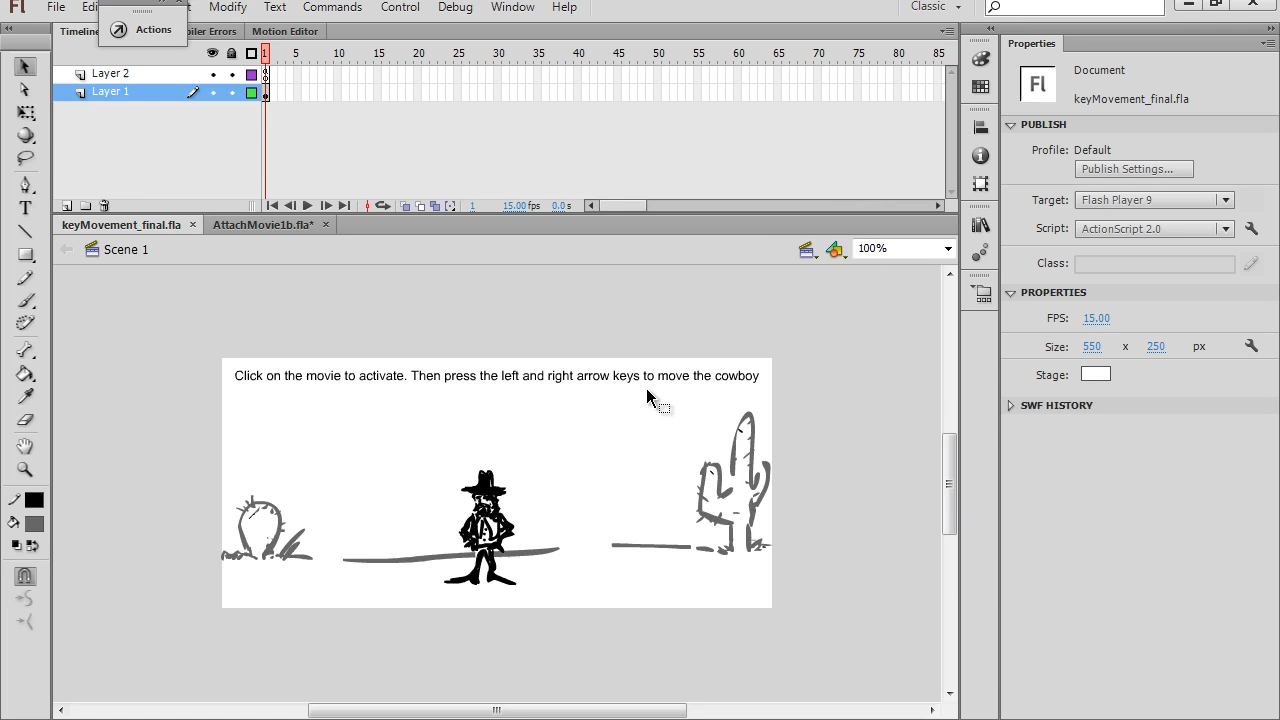 Fl File Modify Text Commands Control Debug Window Help Classic
Actions
Timeline Motion Editor
1 5 10 15 20 25 30 35 40 45 50 55 60 65 70 75 80 85
Layer 2
Layer 1
1 15.00 fps 0.0 s
keyMovement_final.fla × AttachMovie1b.fla* ×
Scene 1
100%
Click on the movie to activate. Then press the left and right arrow keys to move the cowboy
Properties
Fl
Document
keyMovement_final.fla
PUBLISH
Profile: Default
Publish Settings...
Target: Flash Player 9
Script: ActionScript 2.0
Class:
PROPERTIES
FPS: 15.00
Size: 550 x 250 px
Stage:
SWF HISTORY